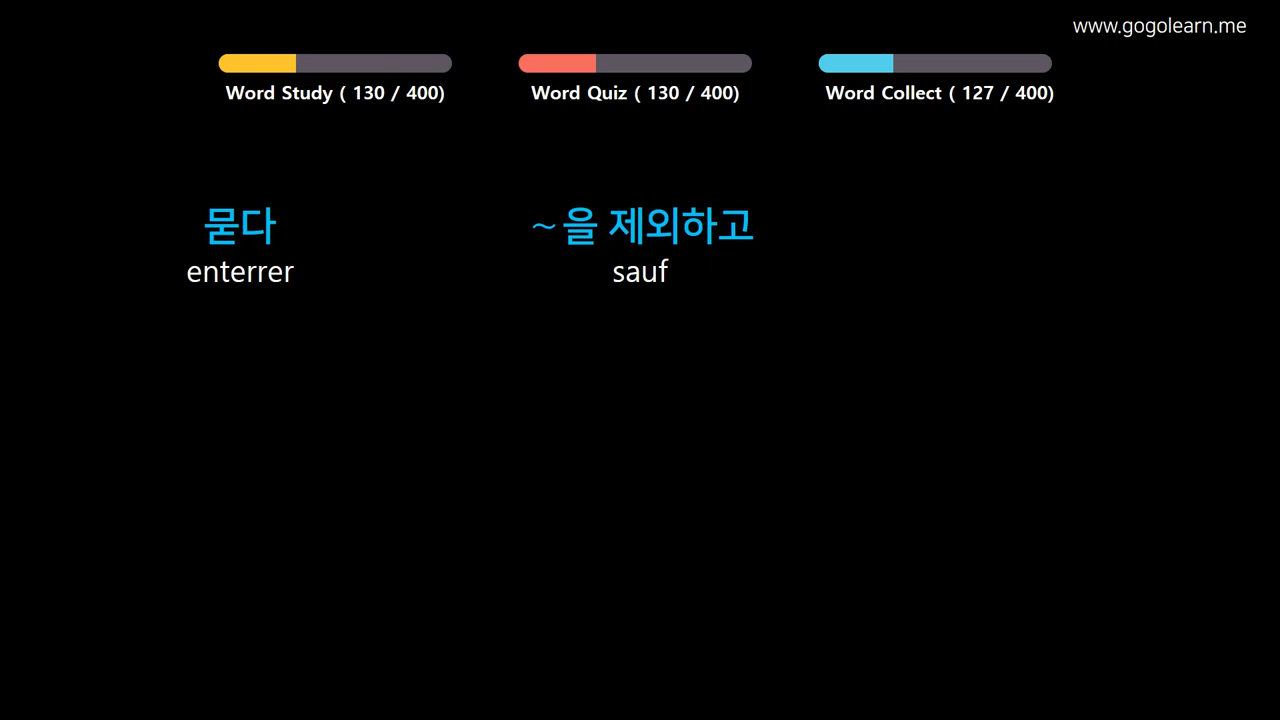 www.gogolearn.me
Word Study ( 130 / 400)
Word Quiz ( 130 / 400)
Word Collect ( 127 / 400)
묻다
enterrer
~을 제외하고
sauf